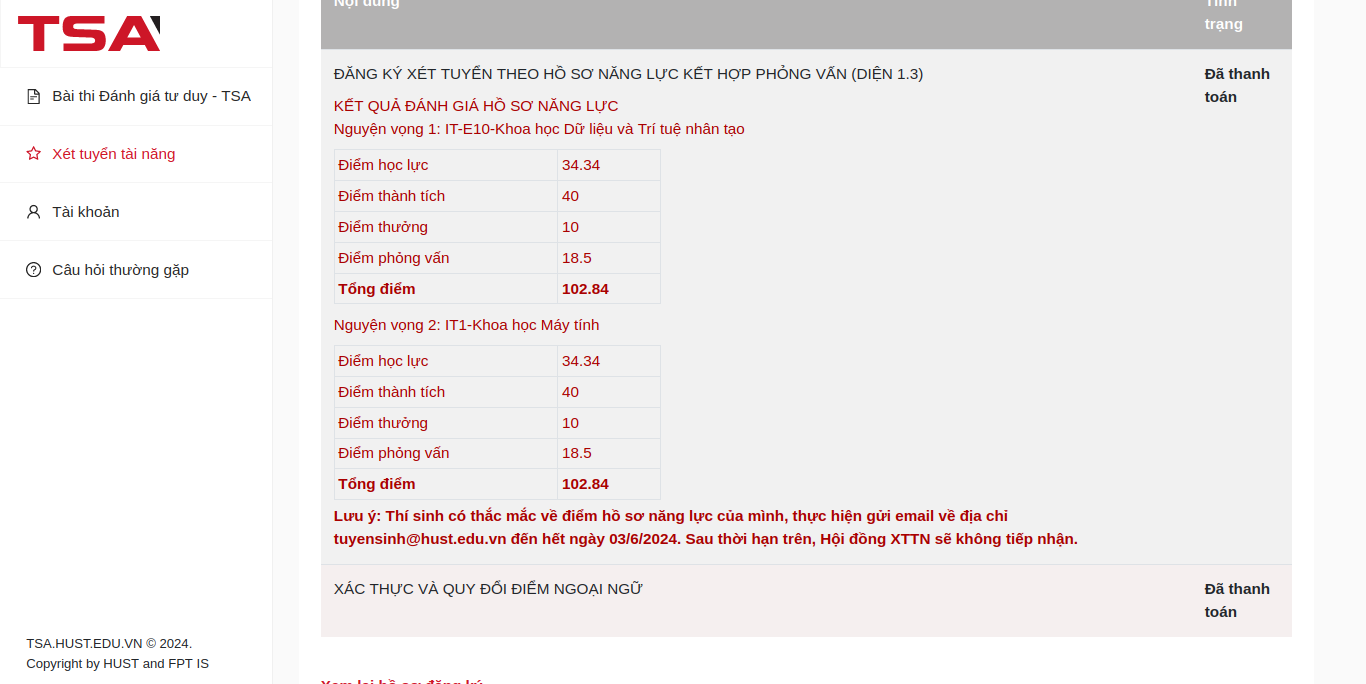 TSA
Bài thi Đánh giá tư duy - TSA
Xét tuyển tài năng
Tài khoản
Câu hỏi thường gặp
TSA.HUST.EDU.VN © 2024.
Copyright by HUST and FPT IS
Nội dung
Tình
trạng
ĐĂNG KÝ XÉT TUYỂN THEO HỒ SƠ NĂNG LỰC KẾT HỢP PHỎNG VẤN (DIỆN 1.3)
Đã thanh
toán
KẾT QUẢ ĐÁNH GIÁ HỒ SƠ NĂNG LỰC
Nguyện vọng 1: IT-E10-Khoa học Dữ liệu và Trí tuệ nhân tạo
Điểm học lực 34.34
Điểm thành tích 40
Điểm thưởng 10
Điểm phỏng vấn 18.5
Tổng điểm 102.84
Nguyện vọng 2: IT1-Khoa học Máy tính
Điểm học lực 34.34
Điểm thành tích 40
Điểm thưởng 10
Điểm phỏng vấn 18.5
Tổng điểm 102.84
Lưu ý: Thí sinh có thắc mắc về điểm hồ sơ năng lực của mình, thực hiện gửi email về địa chỉ
tuyensinh@hust.edu.vn đến hết ngày 03/6/2024. Sau thời hạn trên, Hội đồng XTTN sẽ không tiếp nhận.
XÁC THỰC VÀ QUY ĐỔI ĐIỂM NGOẠI NGỮ
Đã thanh
toán
Xem lại hồ sơ đăng ký